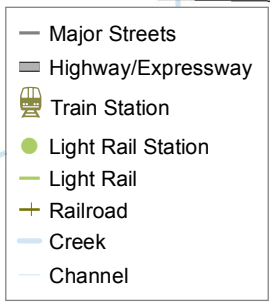 Major Streets
Highway/Expressway
Train Station
Light Rail Station
Light Rail
Railroad
Creek
Channel